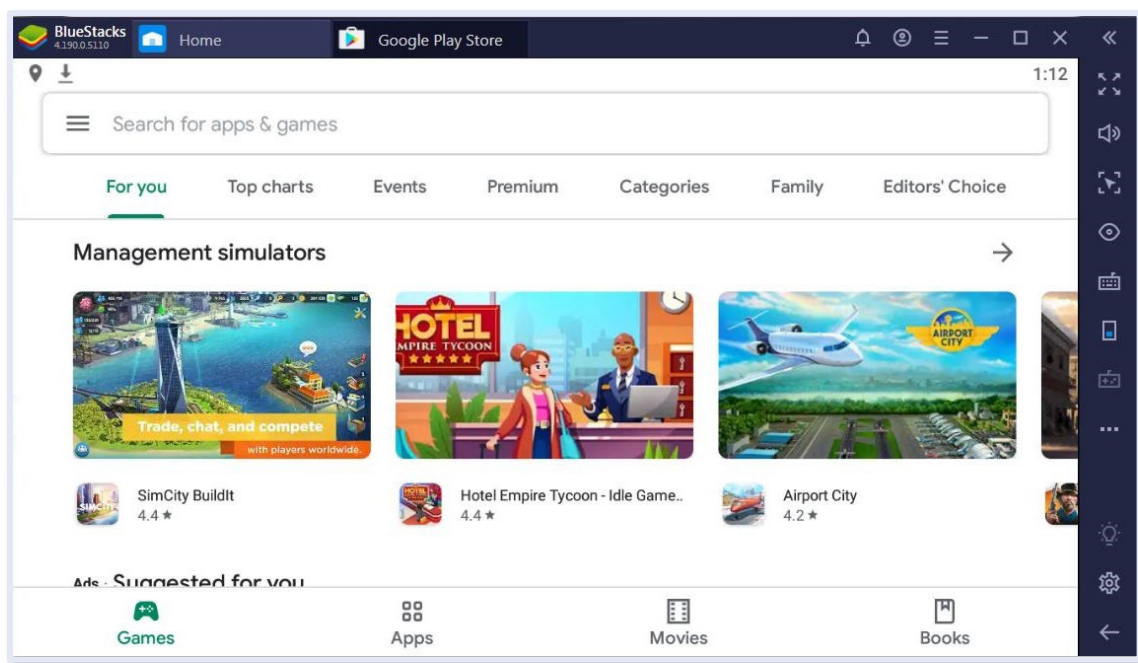 BlueStacks
4.190.0.5110
Home
Google Play Store
1:12
Search for apps & games
For you
Top charts
Events
Premium
Categories
Family
Editors' Choice
Management simulators
HOTEL
EMPIRE TYCOON
AIRPORT
CITY
Trade, chat, and compete
with players worldwide.
SimCity BuildIt
4.4 ★
Hotel Empire Tycoon - Idle Game..
4.4 ★
Airport City
4.2 ★
Ads · Suggested for you
Games
Apps
Movies
Books